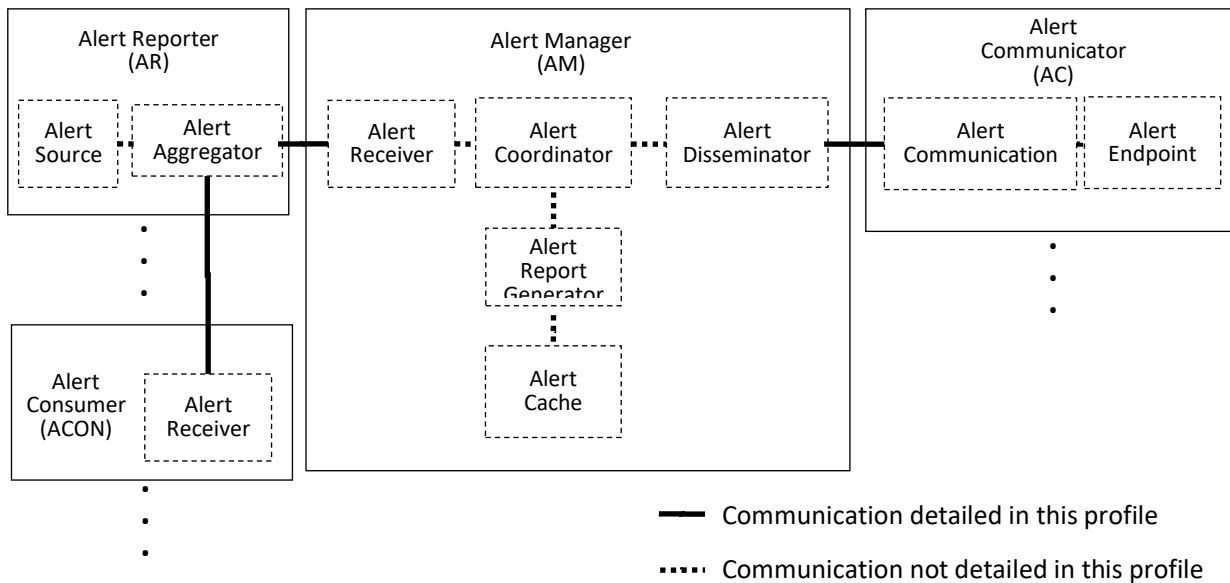 Alert Reporter
(AR)
Alert
Source
Alert
Aggregator
Alert Manager
(AM)
Alert
Receiver
Alert
Coordinator
Alert
Disseminator
Alert
Report
Generator
Alert
Cache
Alert
Communicator
(AC)
Alert
Communication
Alert
Endpoint
Alert
Consumer
(ACON)
Alert
Receiver
Communication detailed in this profile
Communication not detailed in this profile